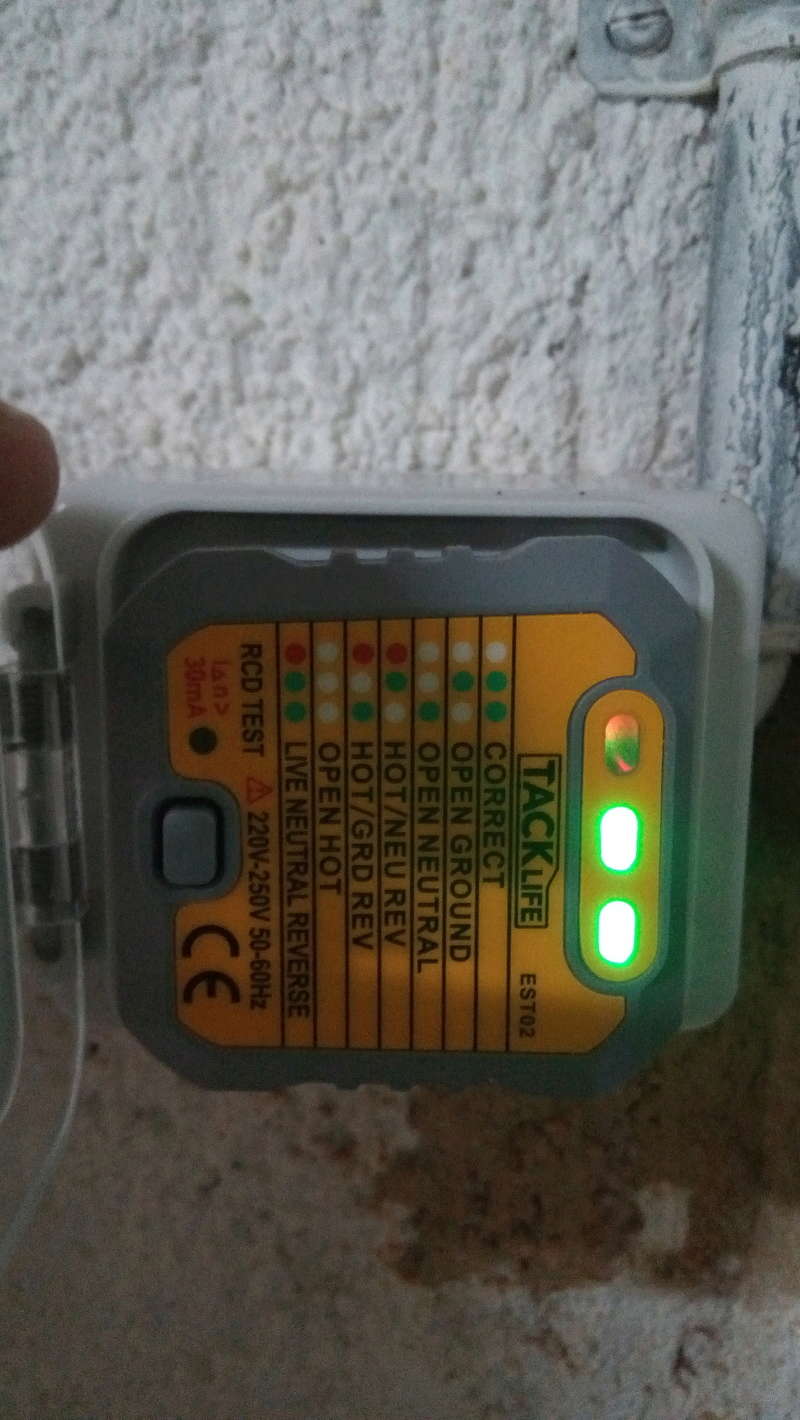 TACKLIFE
EST02
CORRECT
OPEN GROUND
OPEN NEUTRAL
HOT/NEU REV
HOT/GRD REV
OPEN HOT
LIVE NEUTRAL REVERSE
RCD TEST ⚠ 220V-250V 50-60Hz
I△n>
30mA
CE